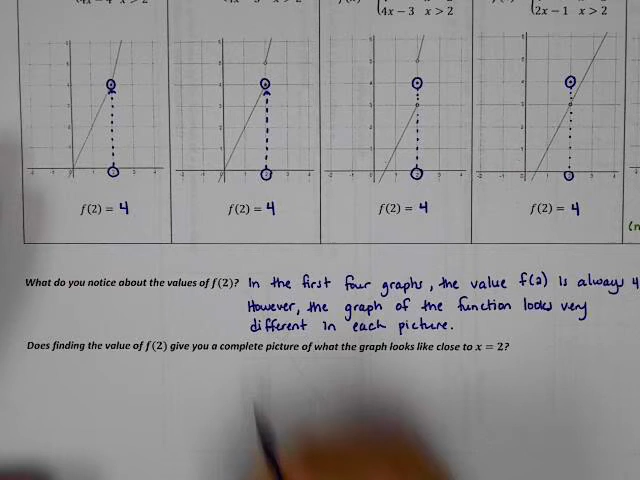 4x − 3 x > 2
2x − 1 x > 2
f(2) = 4
f(2) = 4
f(2) = 4
f(2) = 4
What do you notice about the values of f(2)? In the first four graphs, the value f(2) is always 4
However, the graph of the function looks very
different in each picture.
Does finding the value of f(2) give you a complete picture of what the graph looks like close to x = 2?